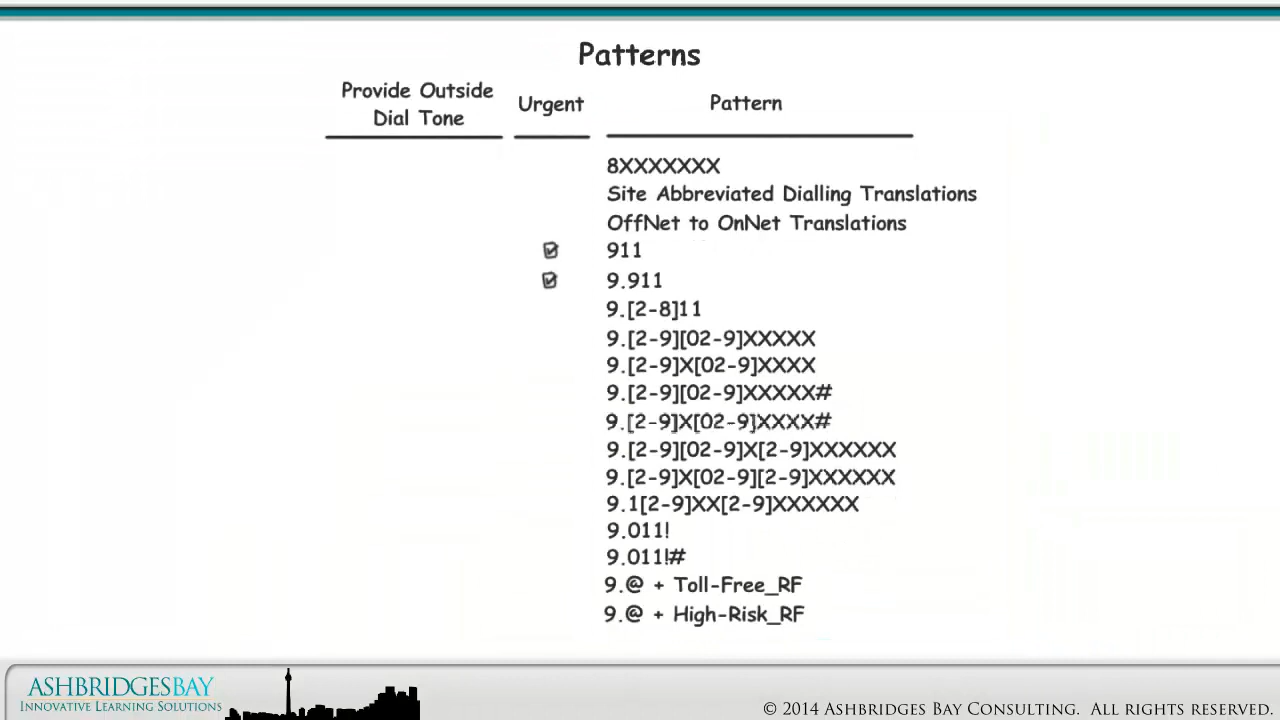 Patterns
Provide Outside
Dial Tone
Urgent
Pattern
8XXXXXXX
Site Abbreviated Dialling Translations
OffNet to OnNet Translations
911
9.911
9.[2-8]11
9.[2-9][02-9]XXXXX
9.[2-9]X[02-9]XXXX
9.[2-9][02-9]XXXXX#
9.[2-9]X[02-9]XXXX#
9.[2-9][02-9]X[2-9]XXXXXX
9.[2-9]X[02-9][2-9]XXXXXX
9.1[2-9]XX[2-9]XXXXXX
9.011!
9.011!#
9.@ + Toll-Free_RF
9.@ + High-Risk_RF
ASHBRIDGESBAY
INNOVATIVE LEARNING SOLUTIONS
© 2014 ASHBRIDGES BAY CONSULTING. ALL RIGHTS RESERVED.